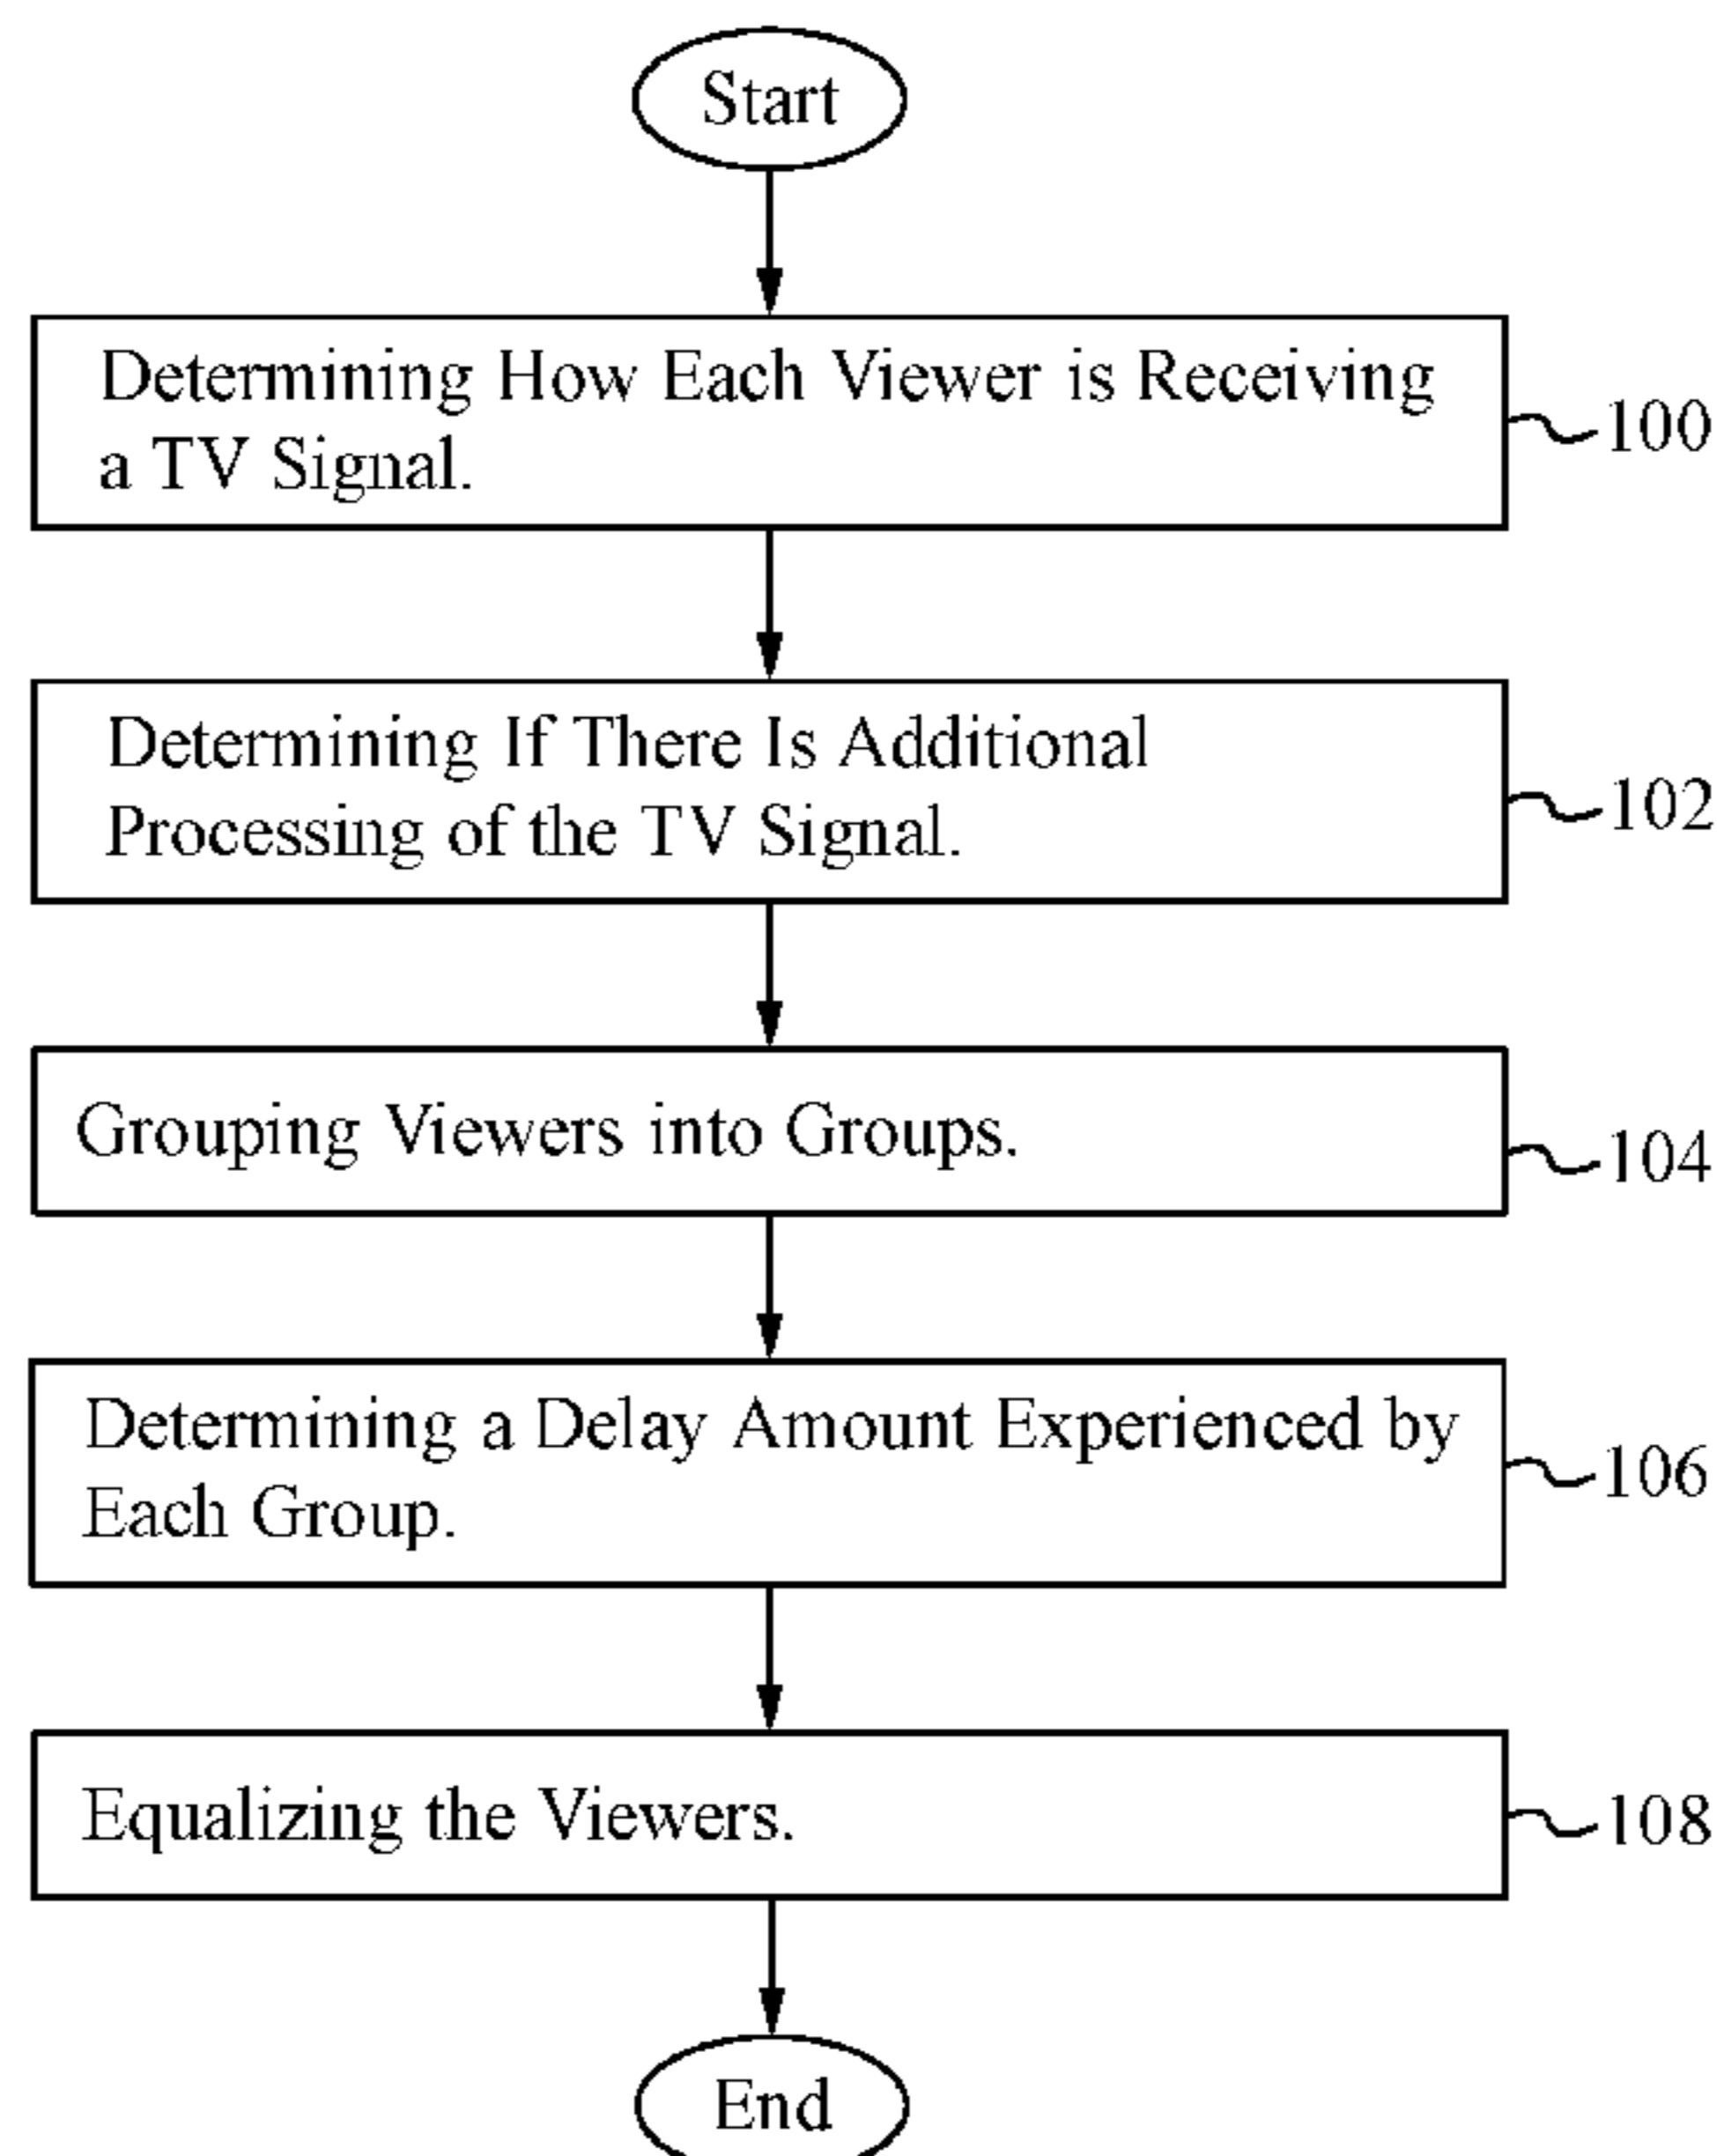 Start
Determining How Each Viewer is Receiving
a TV Signal.
100
Determining If There Is Additional
Processing of the TV Signal.
102
Grouping Viewers into Groups.
104
Determining a Delay Amount Experienced by
Each Group.
106
Equalizing the Viewers.
108
End